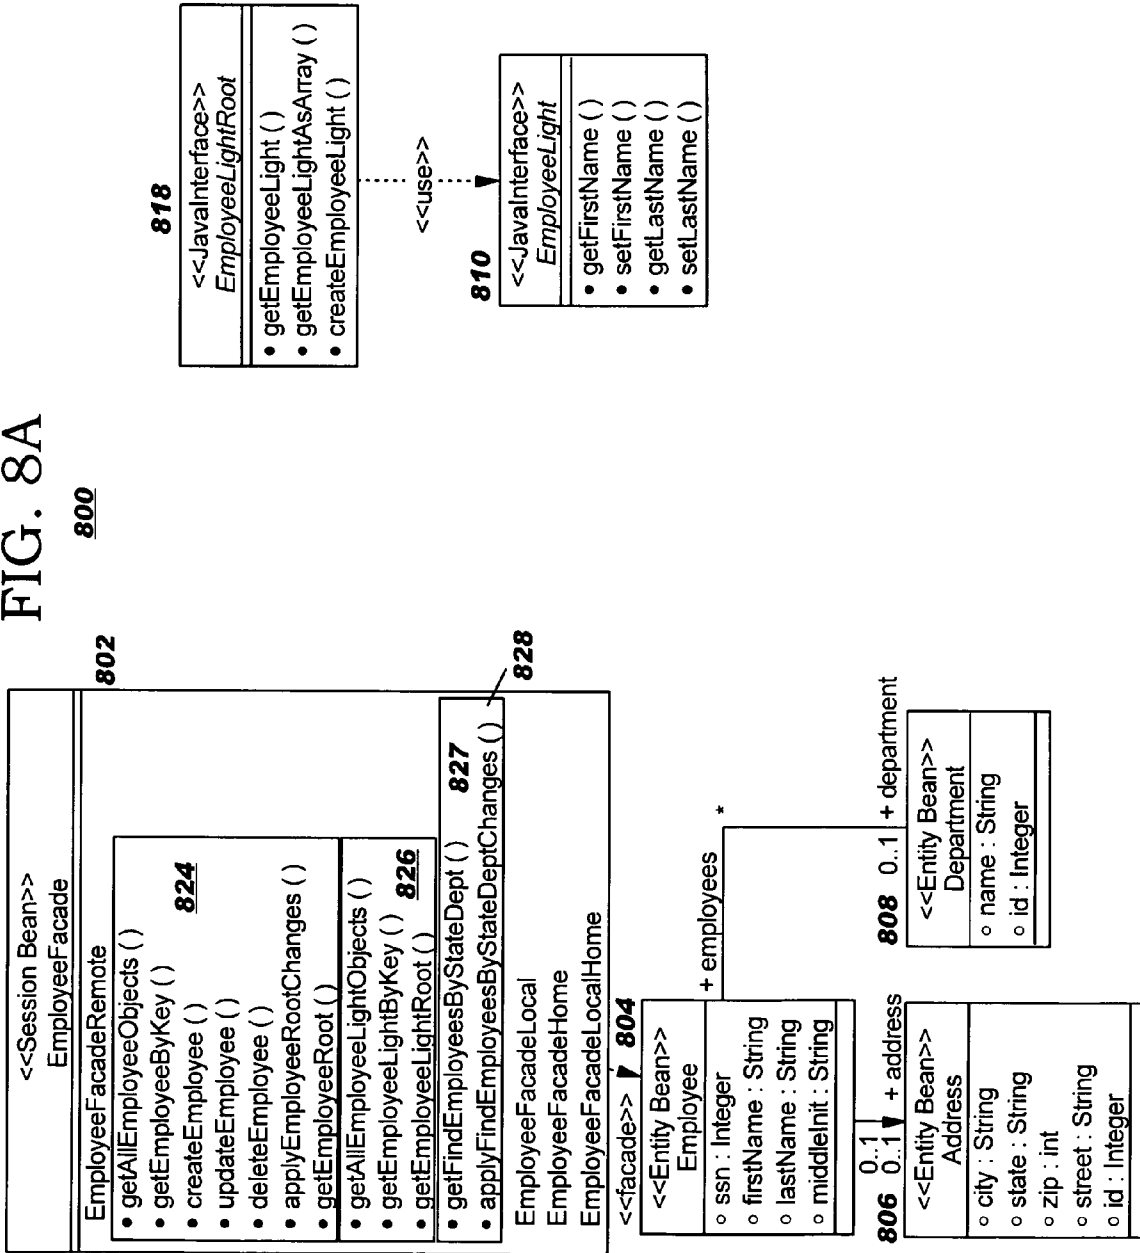 FIG. 8A
800
<<Session Bean>>
EmployeeFacade
802
EmployeeFacadeRemote
• getAllEmployeeObjects ( )
• getEmployeeByKey ( )
824
• createEmployee ( )
• updateEmployee ( )
• deleteEmployee ( )
• applyEmployeeRootChanges ( )
• getEmployeeRoot ( )
• getAllEmployeeLightObjects ( )
• getEmployeeLightByKey ( )
826
• getEmployeeLightRoot ( )
• getFindEmployeesByStateDept ( )
827
• applyFindEmployeesByStateDeptChanges ( )
828
EmployeeFacadeLocal
EmployeeFacadeHome
EmployeeFacadeLocalHome
<<facade>>
804
<<Entity Bean>>
Employee
○ ssn : Integer
○ firstName : String
○ lastName : String
○ middleInit : String
+ employees
*
0..1
806 0..1 + address
<<Entity Bean>>
Address
○ city : String
○ state : String
○ zip : int
○ street : String
○ id : Integer
808 0..1 + department
<<Entity Bean>>
Department
○ name : String
○ id : Integer
818
<<JavaInterface>>
EmployeeLightRoot
• getEmployeeLight ( )
• getEmployeeLightAsArray ( )
• createEmployeeLight ( )
<<use>>
810
<<JavaInterface>>
EmployeeLight
• getFirstName ( )
• setFirstName ( )
• getLastName ( )
• setLastName ( )